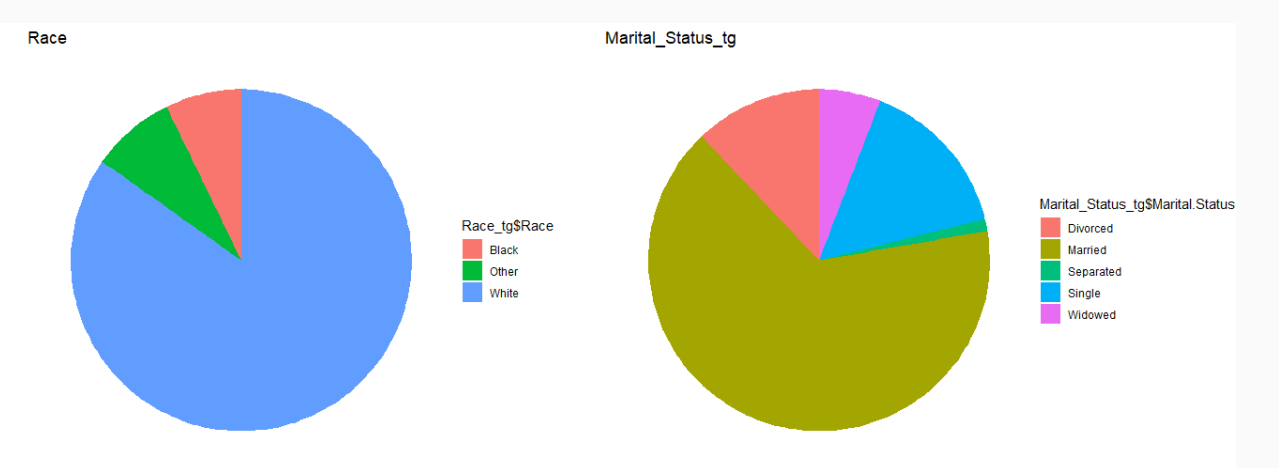 Race
Marital_Status_tg
Race_tg$Race
Black
Other
White
Marital_Status_tg$Marital.Status
Divorced
Married
Separated
Single
Widowed